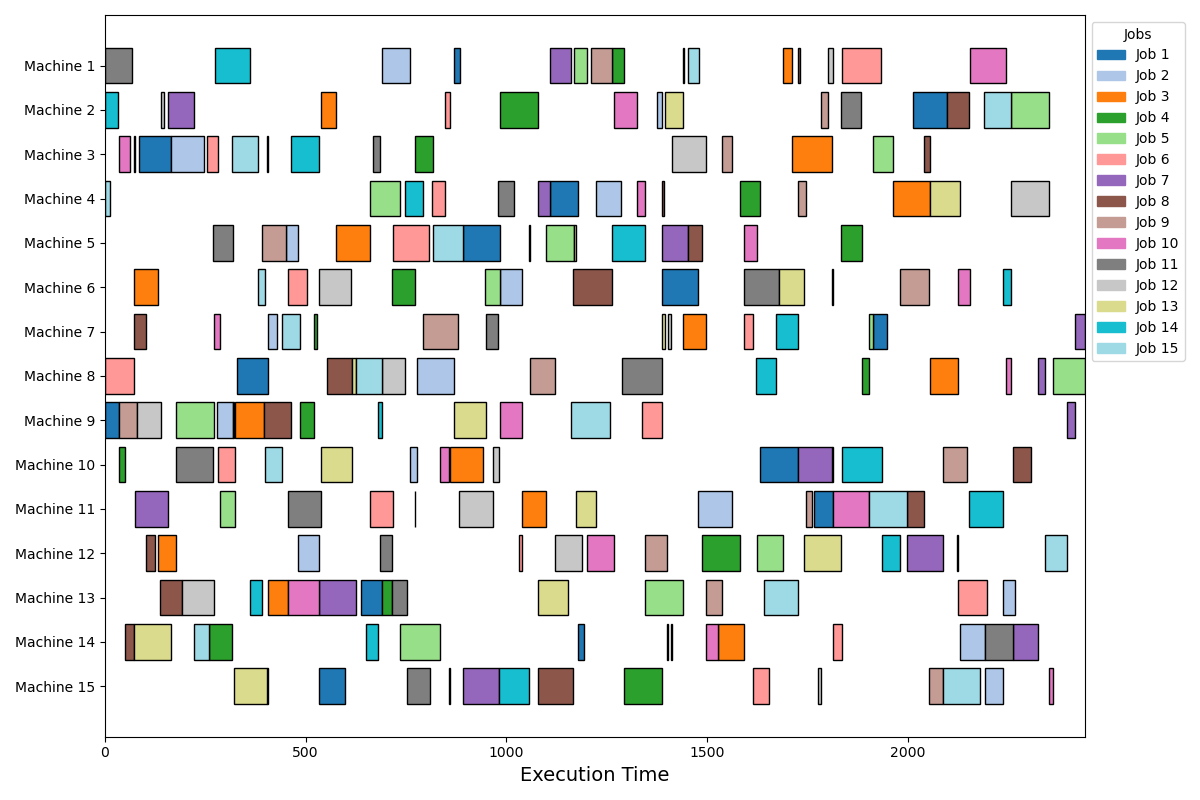 Machine 1
Machine 2
Machine 3
Machine 4
Machine 5
Machine 6
Machine 7
Machine 8
Machine 9
Machine 10
Machine 11
Machine 12
Machine 13
Machine 14
Machine 15
0 500 1000 1500 2000
Execution Time
Jobs
Job 1
Job 2
Job 3
Job 4
Job 5
Job 6
Job 7
Job 8
Job 9
Job 10
Job 11
Job 12
Job 13
Job 14
Job 15